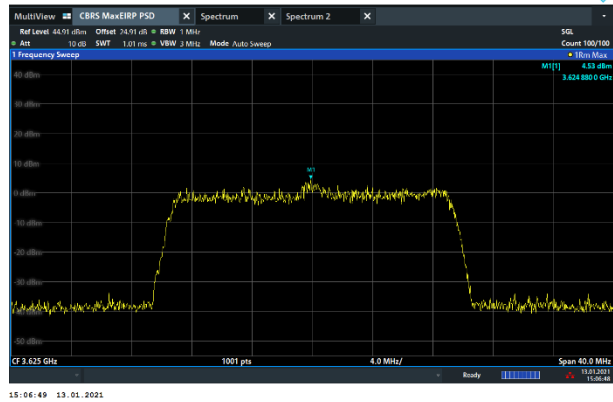 MultiView CBRS MaxEIRP PSD X Spectrum X Spectrum 2 X
Ref Level 44.91 dBm Offset 24.91 dB RBW 1 MHz SGL
Att 10 dB SWT 1.01 ms VBW 3 MHz Mode Auto Sweep Count 100/100
1 Frequency Sweep 1Rm Max
M1[1] 4.53 dBm
3.624 880 0 GHz
40 dBm
30 dBm
20 dBm
10 dBm
M1
0 dBm
-10 dBm
-20 dBm
-30 dBm
-40 dBm
-50 dBm
CF 3.625 GHz 1001 pts 4.0 MHz/ Span 40.0 MHz
Ready 13.01.2021
15:06:48
15:06:49 13.01.2021